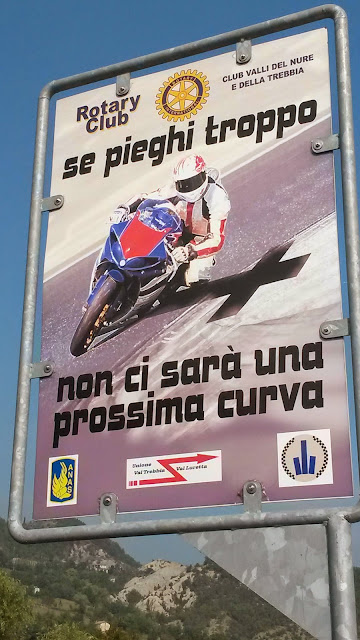 Rotary
Club
CLUB VALLI DEL NURE
E DELLA TREBBIA
se pieghi troppo
non ci sarà una
prossima curva
ANAS
Unione
Val Trebbia
Val Luretta